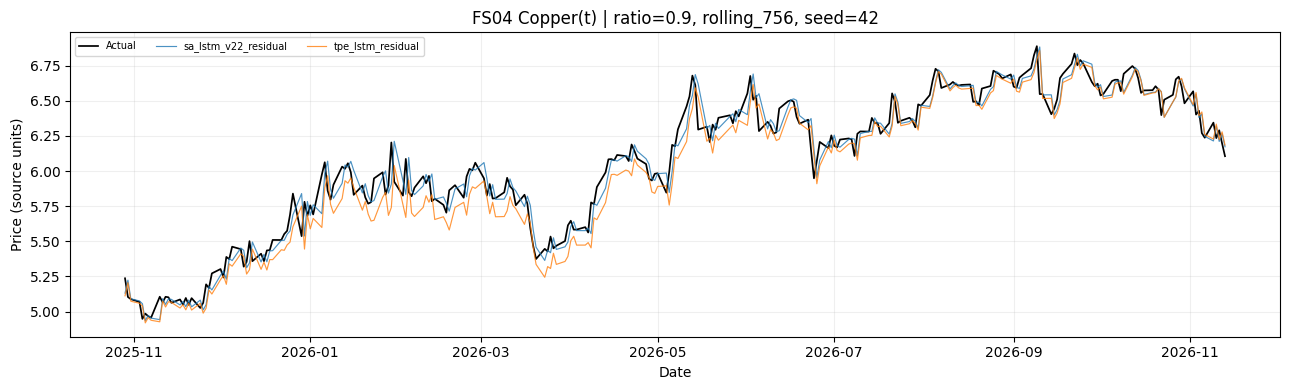 FS04 Copper(t) | ratio=0.9, rolling_756, seed=42
Actual sa_lstm_v22_residual tpe_lstm_residual
Price (source units)
6.75
6.50
6.25
6.00
5.75
5.50
5.25
5.00
2025-11 2026-01 2026-03 2026-05 2026-07 2026-09 2026-11
Date